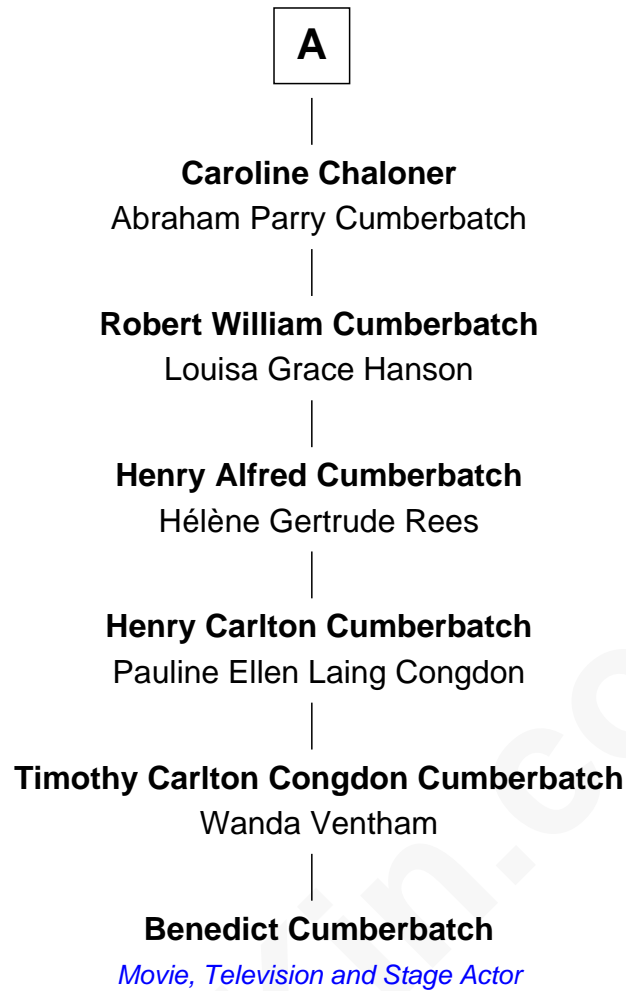 A
Caroline Chaloner
Abraham Parry Cumberbatch
Robert William Cumberbatch
Louisa Grace Hanson
Henry Alfred Cumberbatch
Hélène Gertrude Rees
Henry Carlton Cumberbatch
Pauline Ellen Laing Congdon
Timothy Carlton Congdon Cumberbatch
Wanda Ventham
Benedict Cumberbatch
Movie, Television and Stage Actor